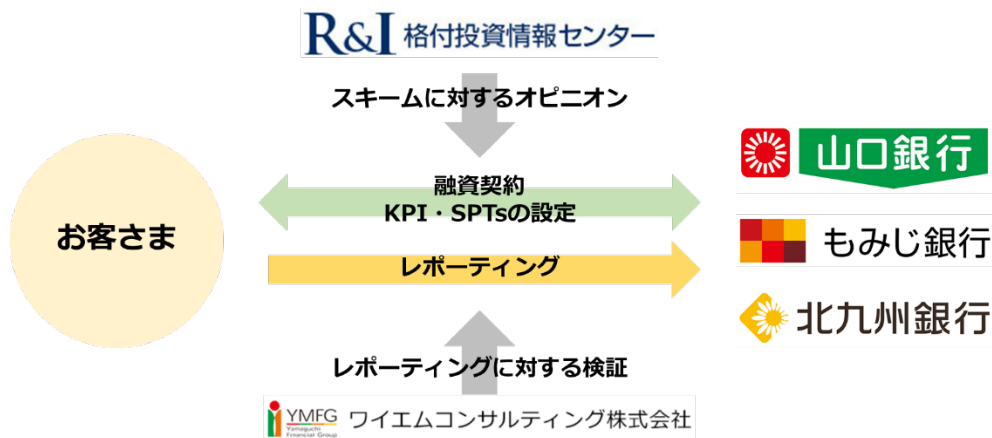 R&I 格付投資情報センター
スキームに対するオピニオン
お客さま
融資契約
KPI・SPTsの設定
レポーティング
山口銀行
もみじ銀行
北九州銀行
レポーティングに対する検証
YMFG
Yamaguchi
Financial Group
ワイエムコンサルティング株式会社